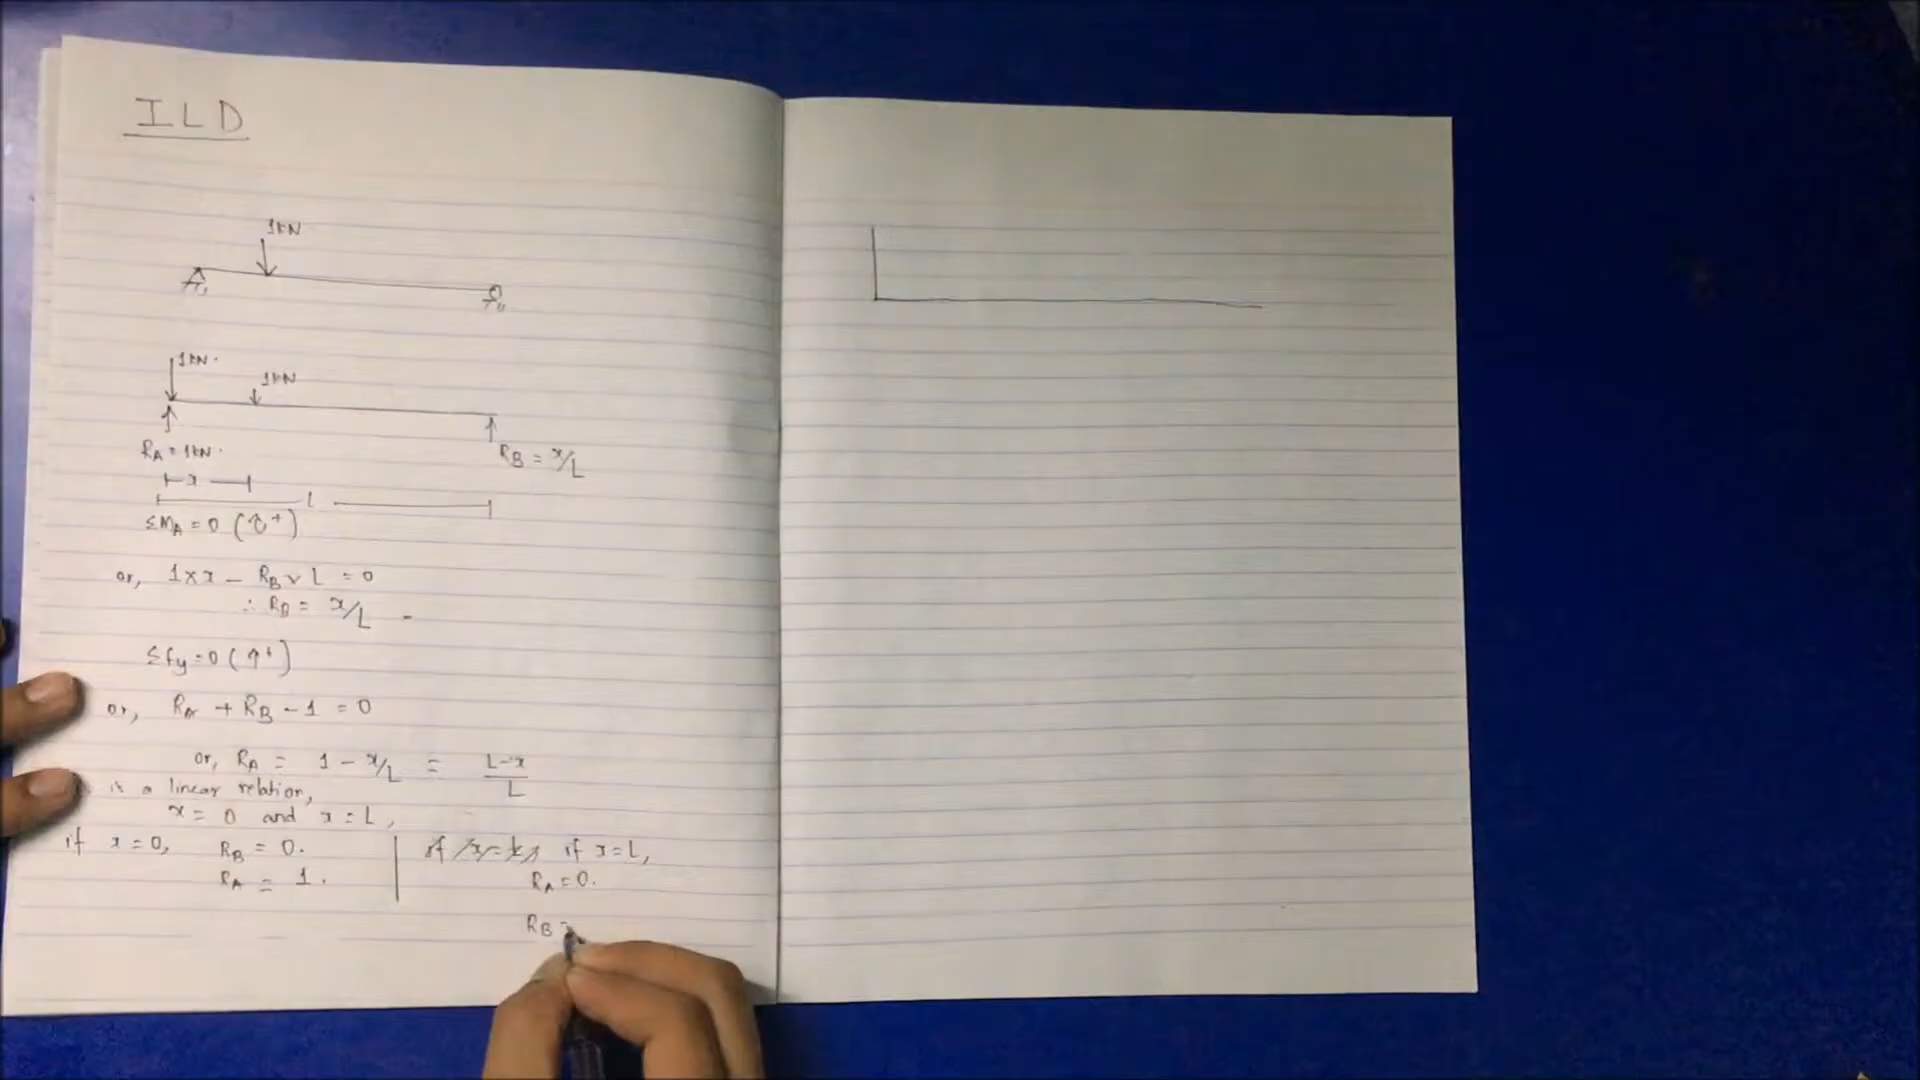 ILD
1kN
1kN.
1kN
RA = 1kN.
RB = x/L
x
L
ΣMA = 0 (↻+)
or, 1×x - RB × L = 0
∴ RB = x/L -
Σfy = 0 (↑+)
or, RA + RB - 1 = 0
or, RA = 1 - x/L = (L-x)/L
is a linear relation,
x = 0 and x = L,
if x = 0, RB = 0.
RA = 1.
if x=L,
RA = 0.
RB =